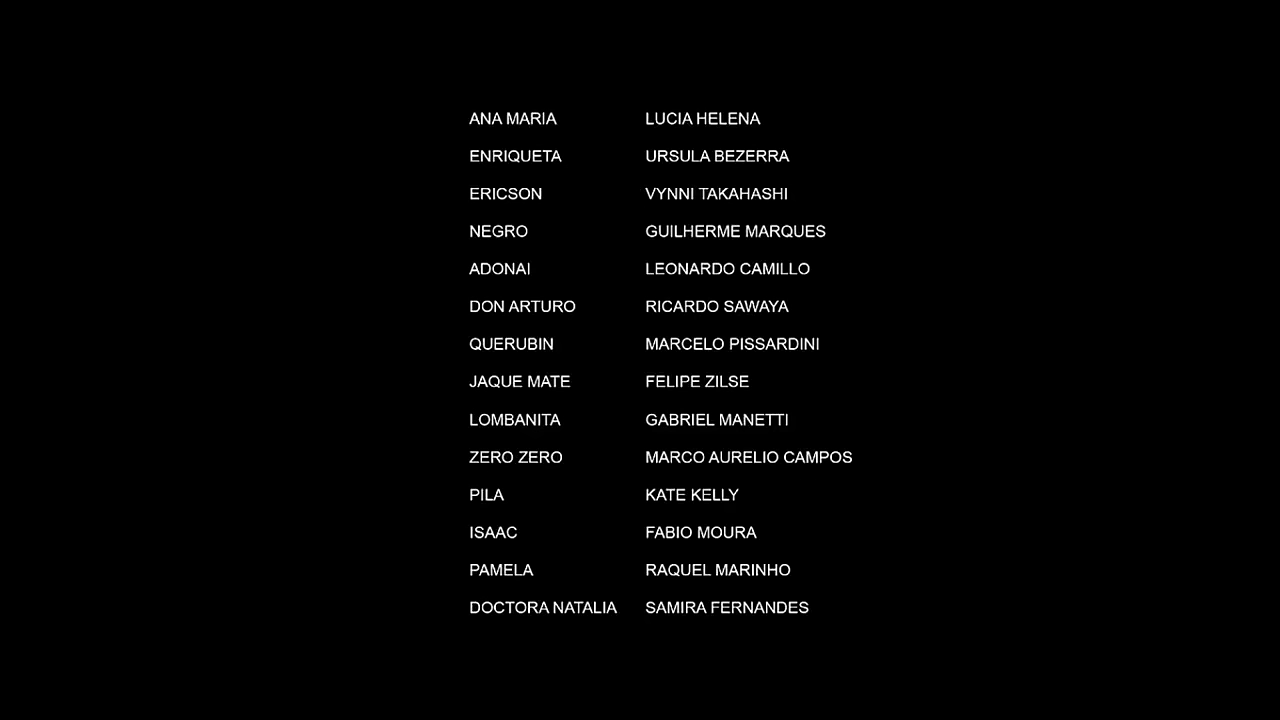 ANA MARIA LUCIA HELENA
ENRIQUETA URSULA BEZERRA
ERICSON VYNNI TAKAHASHI
NEGRO GUILHERME MARQUES
ADONAI LEONARDO CAMILLO
DON ARTURO RICARDO SAWAYA
QUERUBIN MARCELO PISSARDINI
JAQUE MATE FELIPE ZILSE
LOMBANITA GABRIEL MANETTI
ZERO ZERO MARCO AURELIO CAMPOS
PILA KATE KELLY
ISAAC FABIO MOURA
PAMELA RAQUEL MARINHO
DOCTORA NATALIA SAMIRA FERNANDES